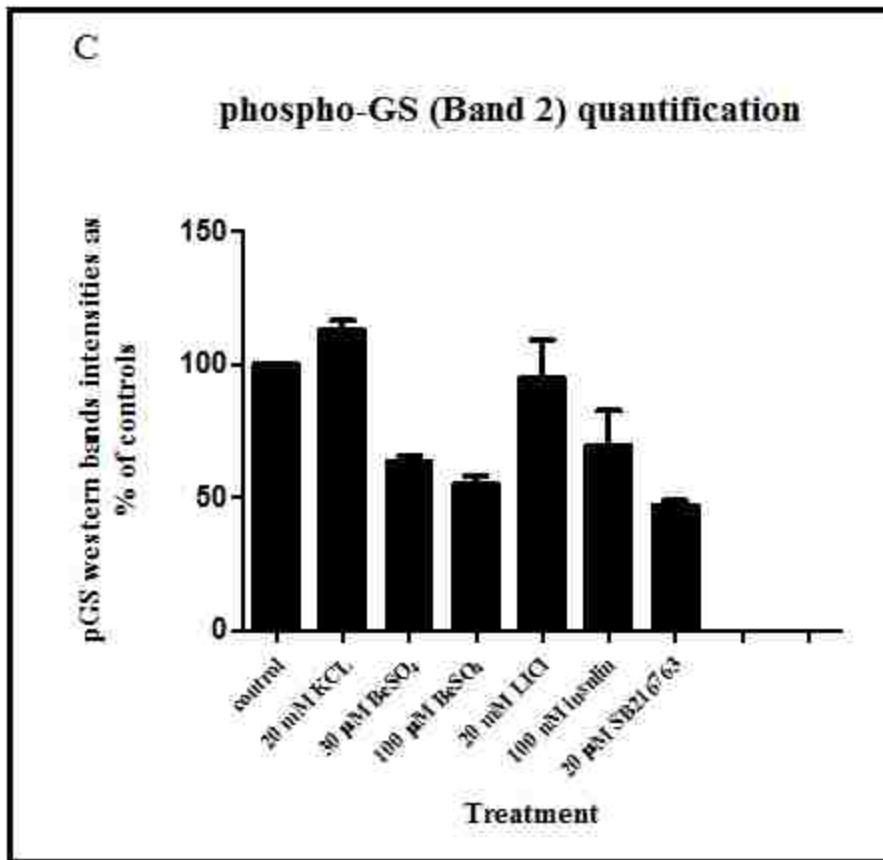 C
phospho-GS (Band 2) quantification
pGS western bands intensities as
% of controls
150
100
50
0
control
20 mM KCL
30 µM BeSO₄
100 µM BeSO₄
20 mM LiCl
100 nM Insulin
20 µM SB216763
Treatment